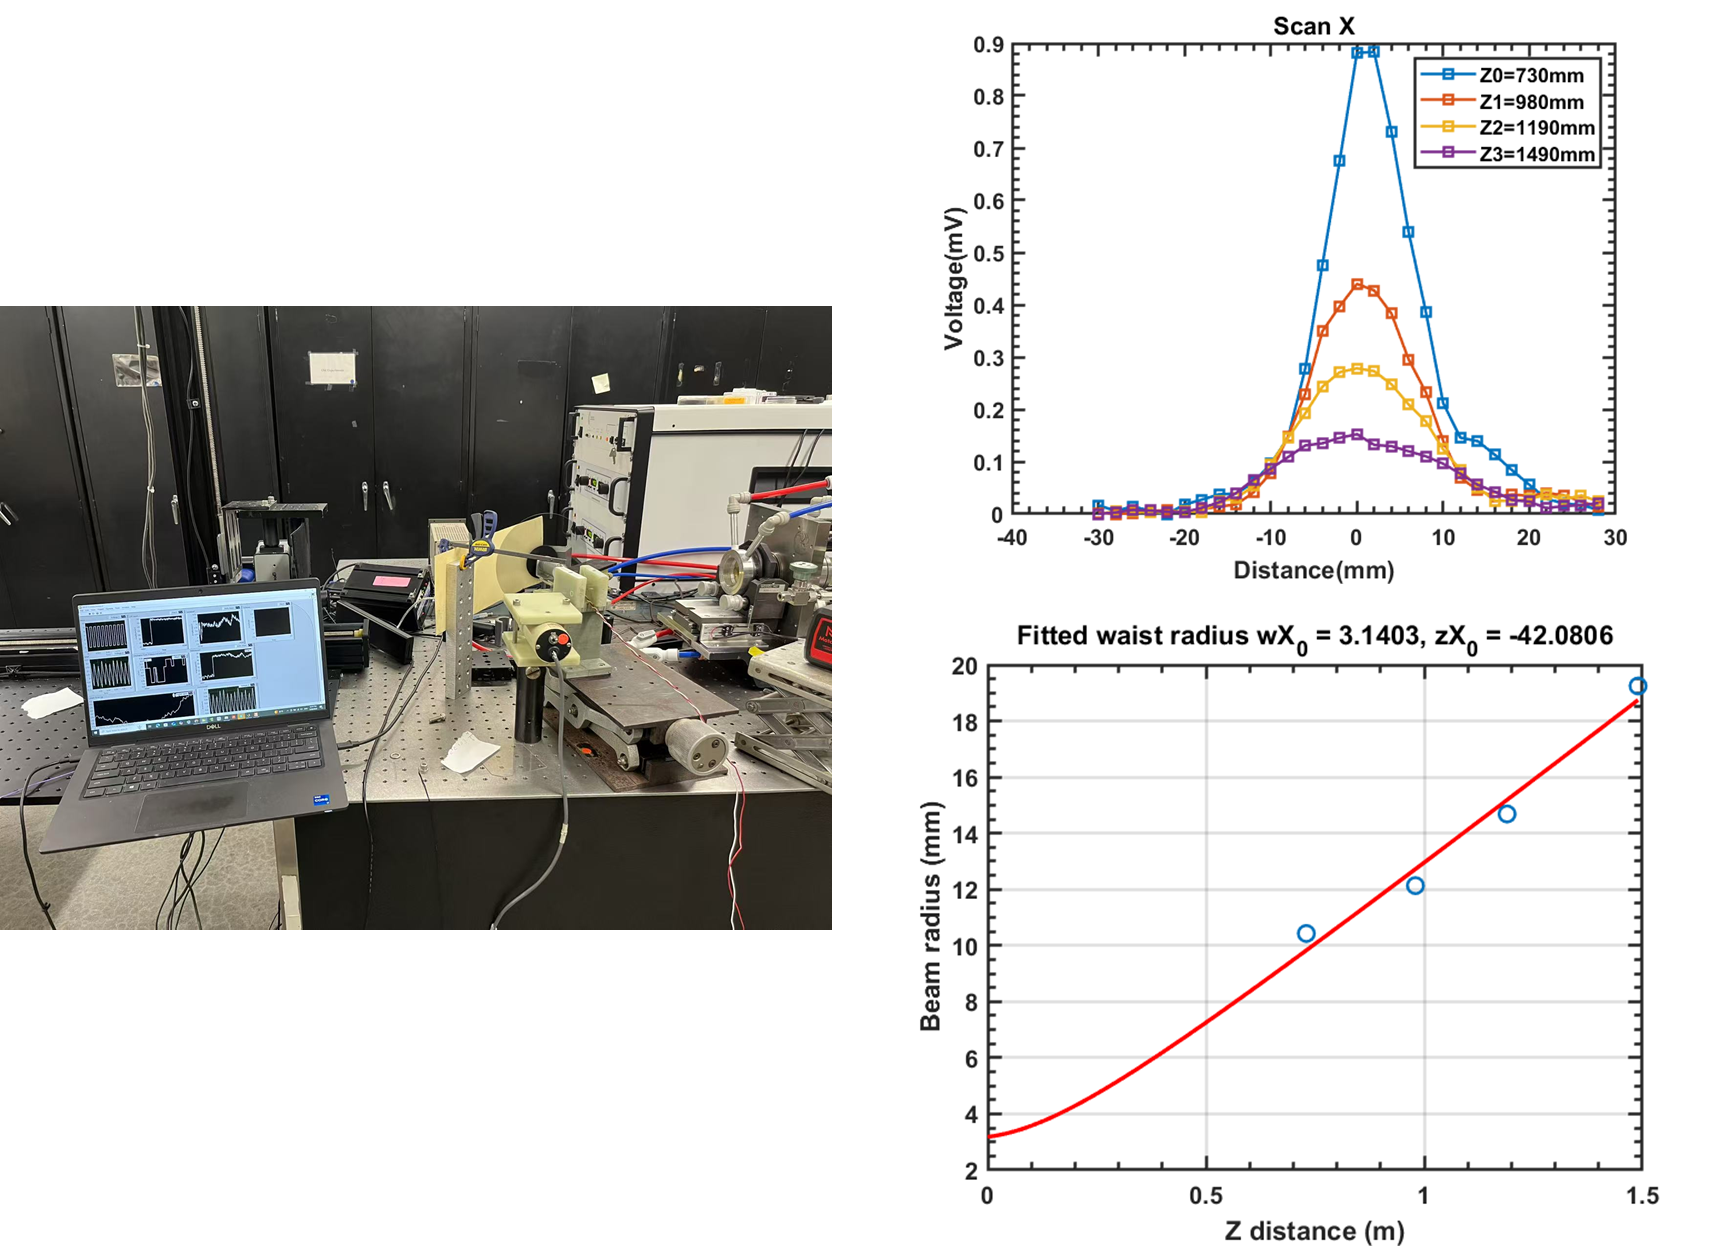 Scan X
0.9
0.8
0.7
0.6
0.5
0.4
0.3
0.2
0.1
0
Voltage(mV)
Z0=730mm
Z1=980mm
Z2=1190mm
Z3=1490mm
-40 -30 -20 -10 0 10 20 30
Distance(mm)
DELL
Fitted waist radius wX0 = 3.1403, zX0 = -42.0806
20
18
16
14
12
10
8
6
4
2
Beam radius (mm)
0 0.5 1 1.5
Z distance (m)